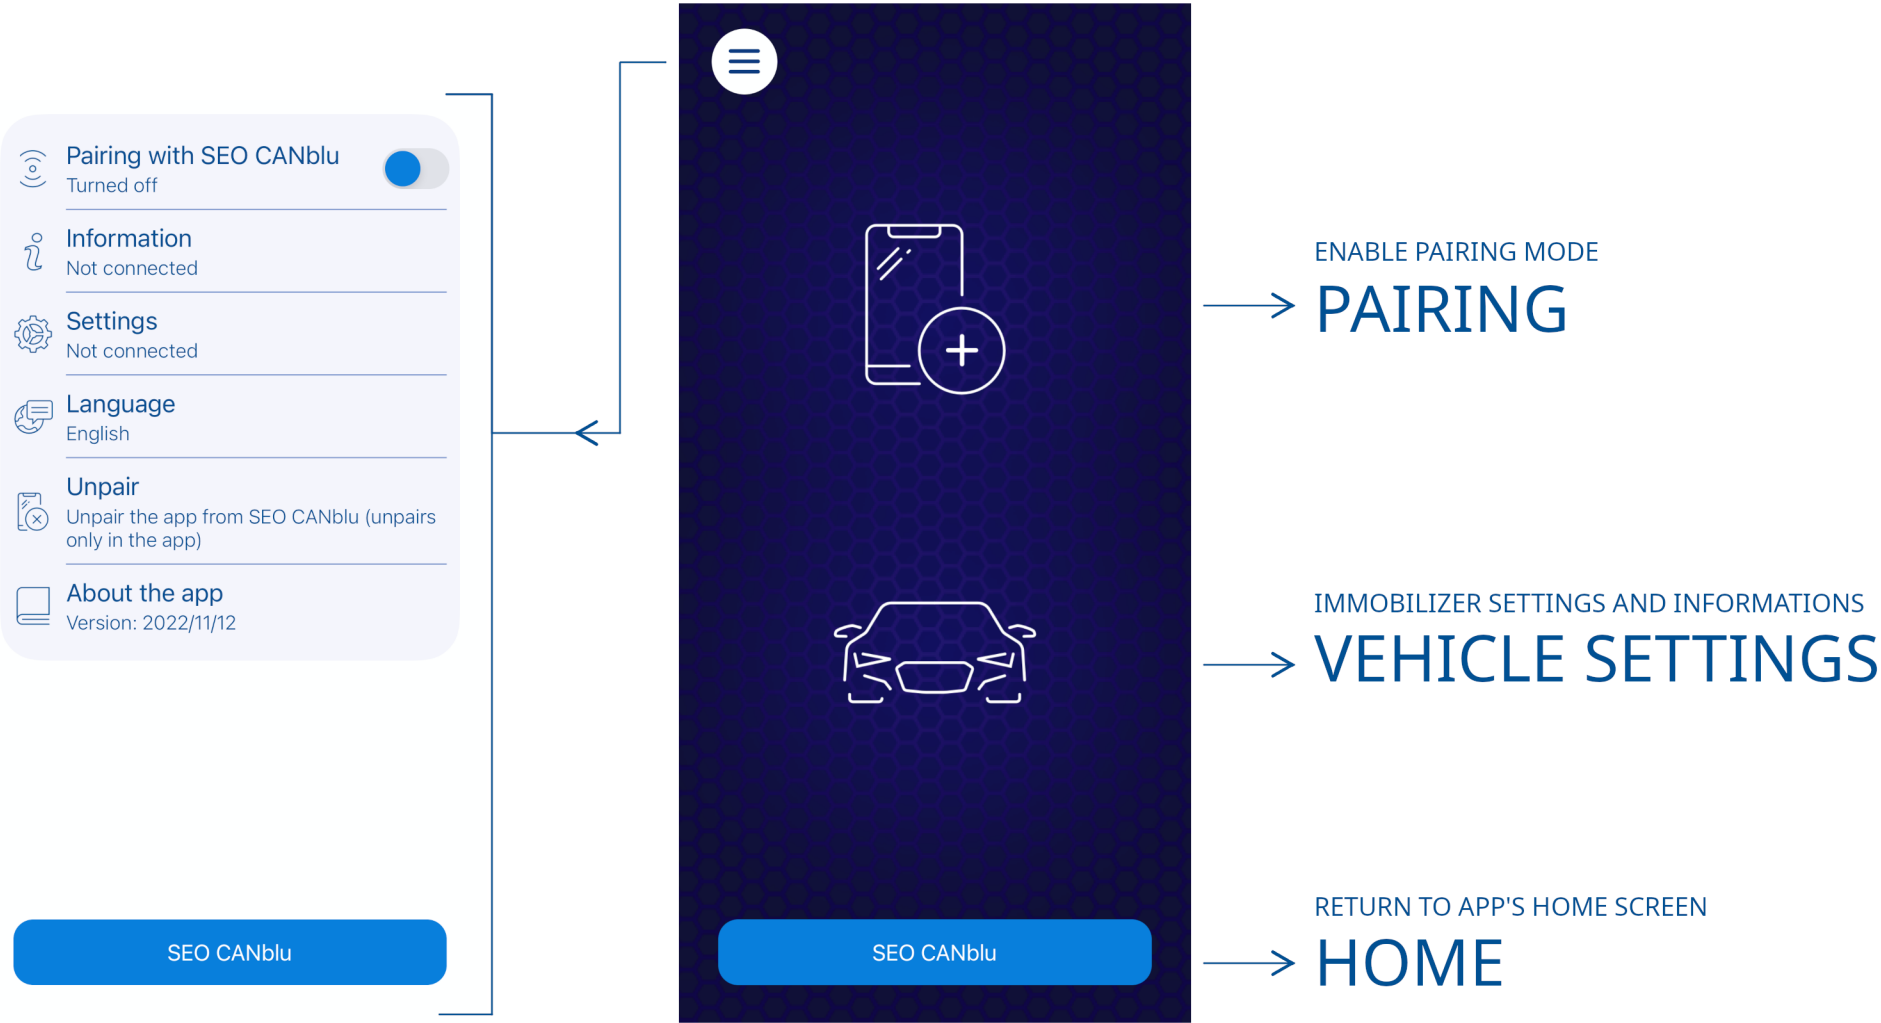 Pairing with SEO CANblu
Turned off
Information
Not connected
Settings
Not connected
Language
English
Unpair
Unpair the app from SEO CANblu (unpairs
only in the app)
About the app
Version: 2022/11/12
SEO CANblu
SEO CANblu
ENABLE PAIRING MODE
PAIRING
IMMOBILIZER SETTINGS AND INFORMATIONS
VEHICLE SETTINGS
RETURN TO APP'S HOME SCREEN
HOME